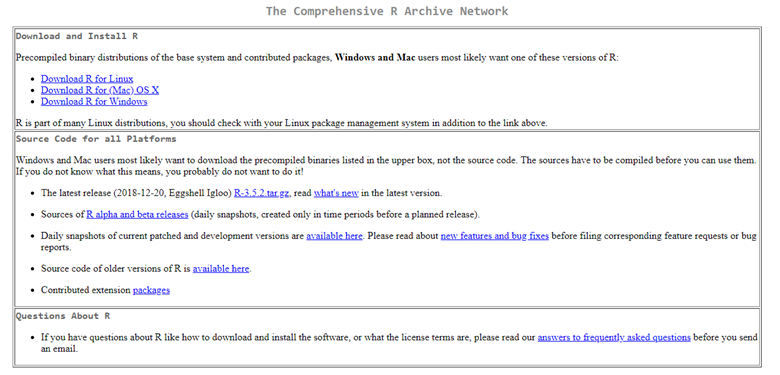 The Comprehensive R Archive Network
Download and Install R
Precompiled binary distributions of the base system and contributed packages, Windows and Mac users most likely want one of these versions of R:
• Download R for Linux
• Download R for (Mac) OS X
• Download R for Windows
R is part of many Linux distributions, you should check with your Linux package management system in addition to the link above.
Source Code for all Platforms
Windows and Mac users most likely want to download the precompiled binaries listed in the upper box, not the source code. The sources have to be compiled before you can use them.
If you do not know what this means, you probably do not want to do it!
• The latest release (2018-12-20, Eggshell Igloo) R-3.5.2.tar.gz, read what's new in the latest version.
• Sources of R alpha and beta releases (daily snapshots, created only in time periods before a planned release).
• Daily snapshots of current patched and development versions are available here. Please read about new features and bug fixes before filing corresponding feature requests or bug
reports.
• Source code of older versions of R is available here.
• Contributed extension packages
Questions About R
• If you have questions about R like how to download and install the software, or what the license terms are, please read our answers to frequently asked questions before you send
an email.